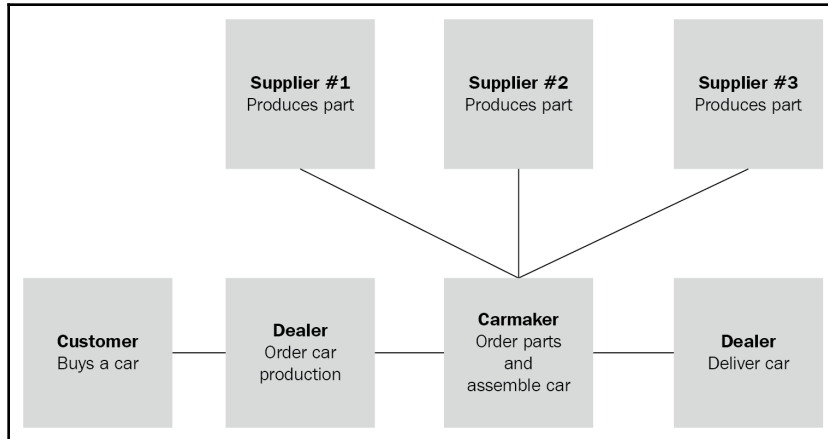 Supplier #1
Produces part
Supplier #2
Produces part
Supplier #3
Produces part
Customer
Buys a car
Dealer
Order car
production
Carmaker
Order parts
and
assemble car
Dealer
Deliver car